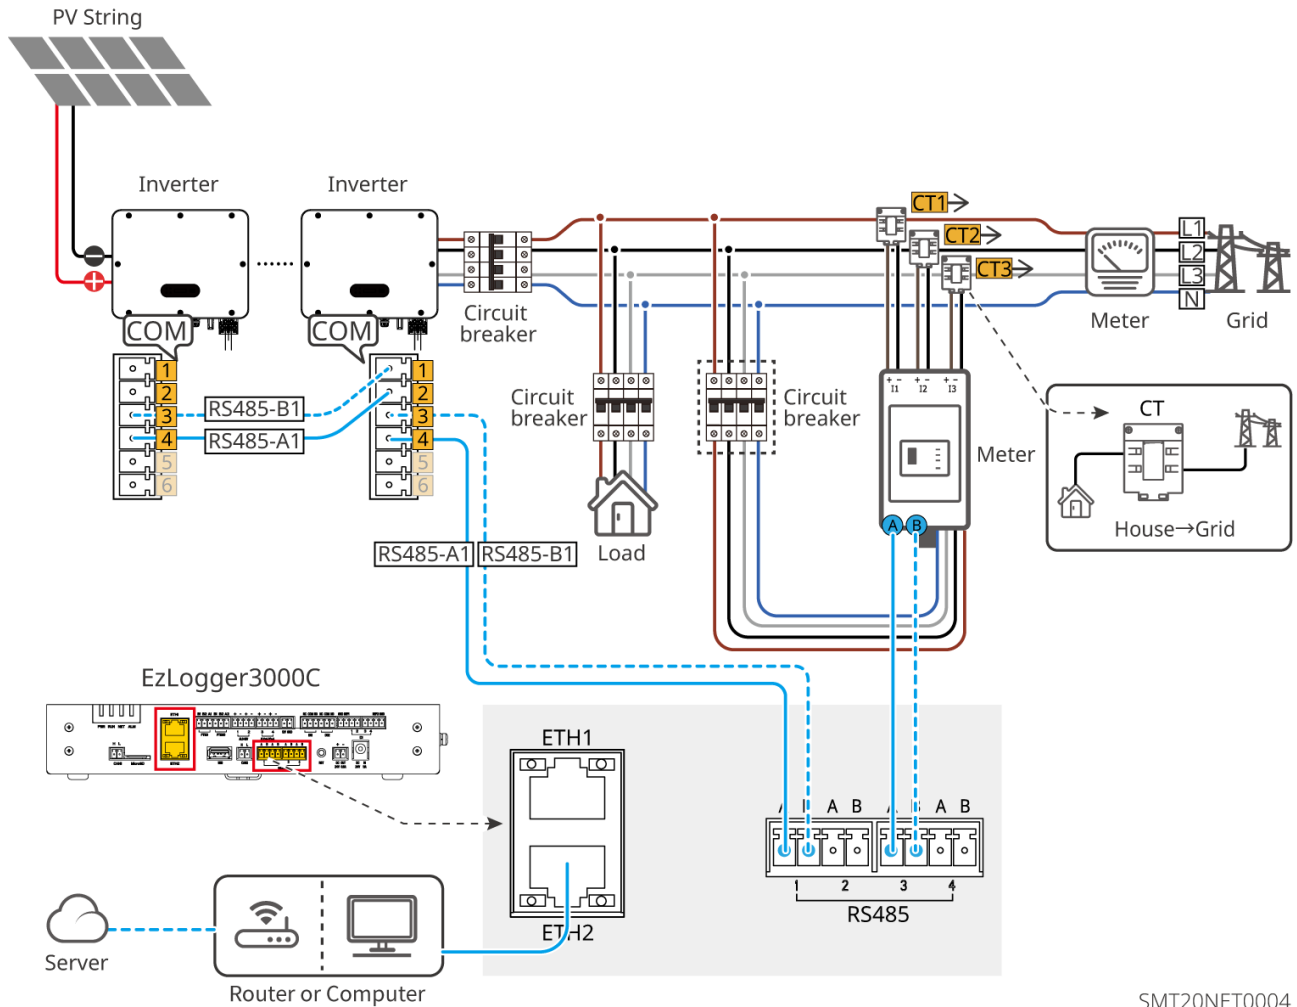 PV String
Inverter
Inverter
CT1
CT2
CT3
L1
L2
L3
N
COM
COM
Circuit
breaker
Meter
Grid
1
2
3
4
5
6
RS485-B1
RS485-A1
1
2
3
4
5
6
Circuit
breaker
Circuit
breaker
+ -
I1
+ -
I2
+ -
I3
Meter
CT
House→Grid
A
B
RS485-A1
RS485-B1
Load
EzLogger3000C
ETH1
ETH2
A B A B
A B A B
1
2
3
4
RS485
Server
Router or Computer
SMT20NET0004